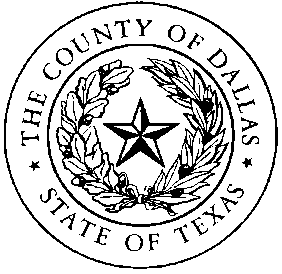 THE COUNTY OF DALLAS
STATE OF TEXAS